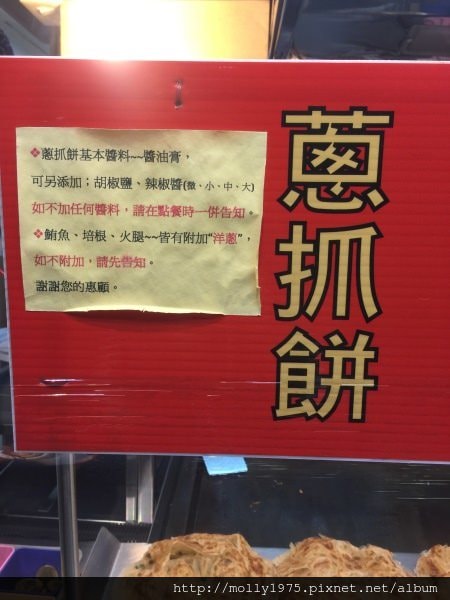 蔥抓餅
❖蔥抓餅基本醬料~~醬油膏，
可另添加；胡椒鹽、辣椒醬(微、小、中、大)
如不加任何醬料，請在點餐時一併告知。
❖鮪魚、培根、火腿~~皆有附加"洋蔥"，
如不附加，請先告知。
謝謝您的惠顧。
http://molly1975.pixnet.net/album